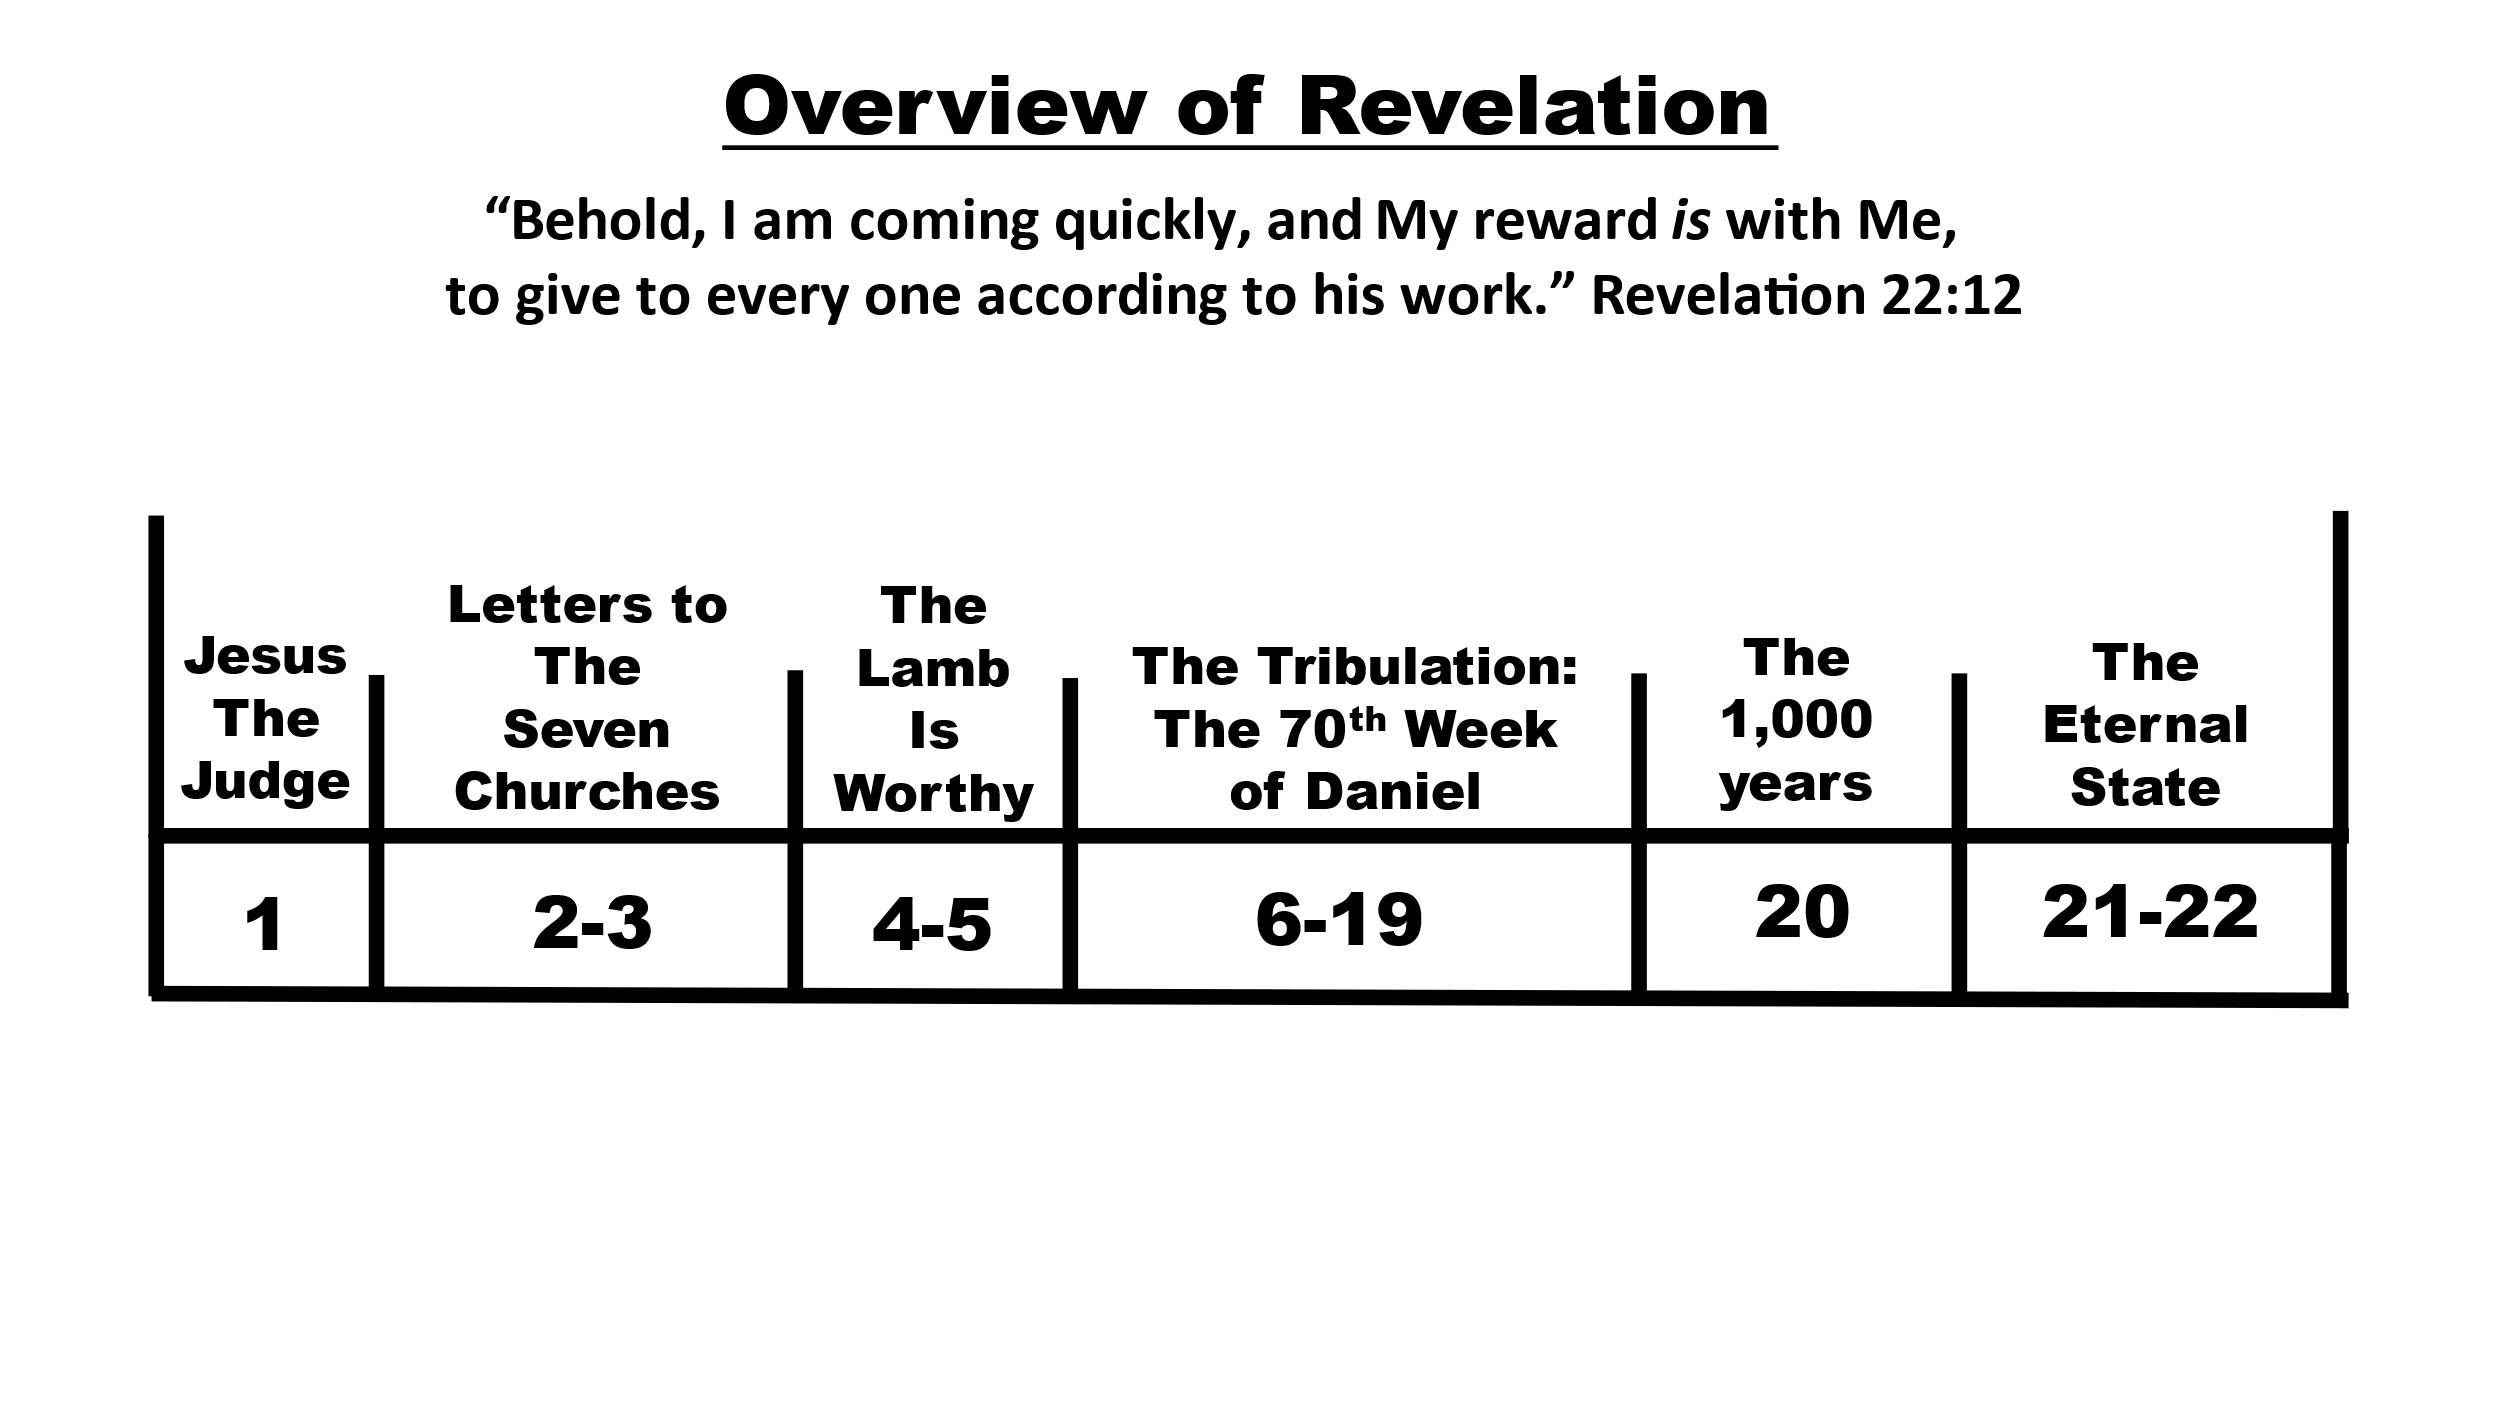 Overview of Revelation
“Behold, I am coming quickly, and My reward is with Me,
to give to every one according to his work.” Revelation 22:12
Jesus
The
Judge
Letters to
The
Seven
Churches
The
Lamb
Is
Worthy
The Tribulation:
The 70th Week
of Daniel
The
1,000
years
The
Eternal
State
1
2-3
4-5
6-19
20
21-22